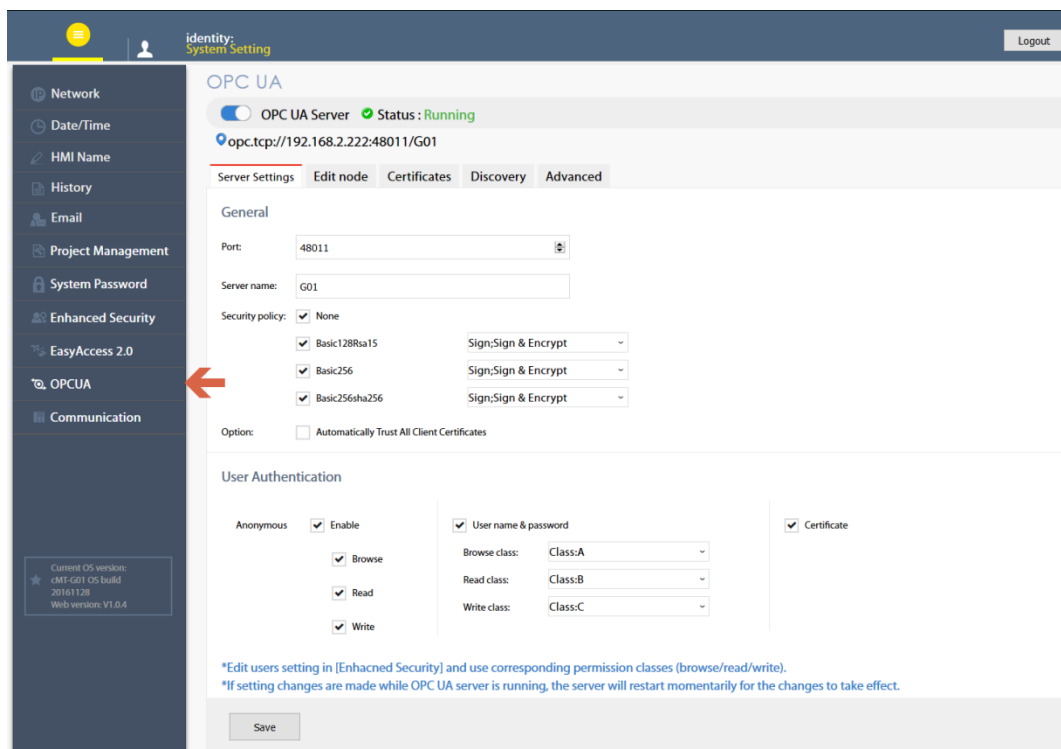 identity:
System Setting
Logout
Network
Date/Time
HMI Name
History
Email
Project Management
System Password
Enhanced Security
EasyAccess 2.0
OPCUA
Communication
Current OS version:
cMT-G01 OS build
20161128
Web version: V1.0.4
OPC UA
OPC UA Server Status : Running
opc.tcp://192.168.2.222:48011/G01
Server Settings Edit node Certificates Discovery Advanced
General
Port: 48011
Server name: G01
Security policy: None
Basic128Rsa15 Sign;Sign & Encrypt
Basic256 Sign;Sign & Encrypt
Basic256sha256 Sign;Sign & Encrypt
Option: Automatically Trust All Client Certificates
User Authentication
Anonymous Enable User name & password Certificate
Browse Browse class: Class:A
Read Read class: Class:B
Write Write class: Class:C
*Edit users setting in [Enhacned Security] and use corresponding permission classes (browse/read/write).
*If setting changes are made while OPC UA server is running, the server will restart momentarily for the changes to take effect.
Save